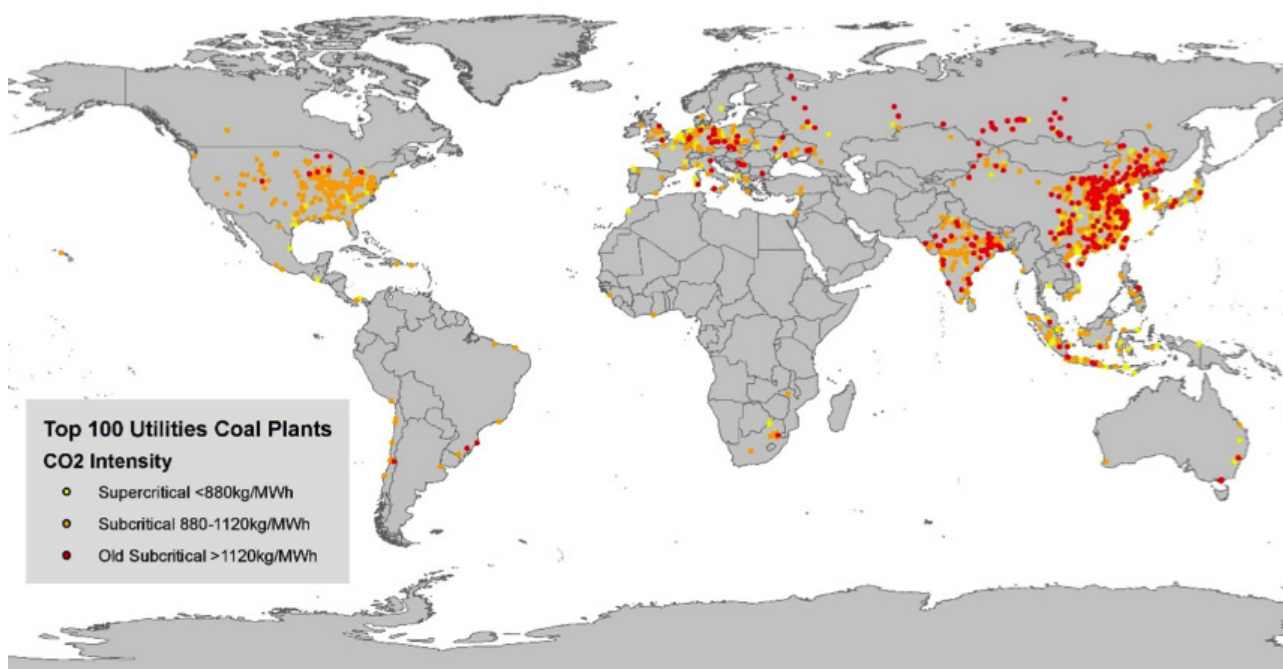 Top 100 Utilities Coal Plants
CO2 Intensity
Supercritical <880kg/MWh
Subcritical 880-1120kg/MWh
Old Subcritical >1120kg/MWh